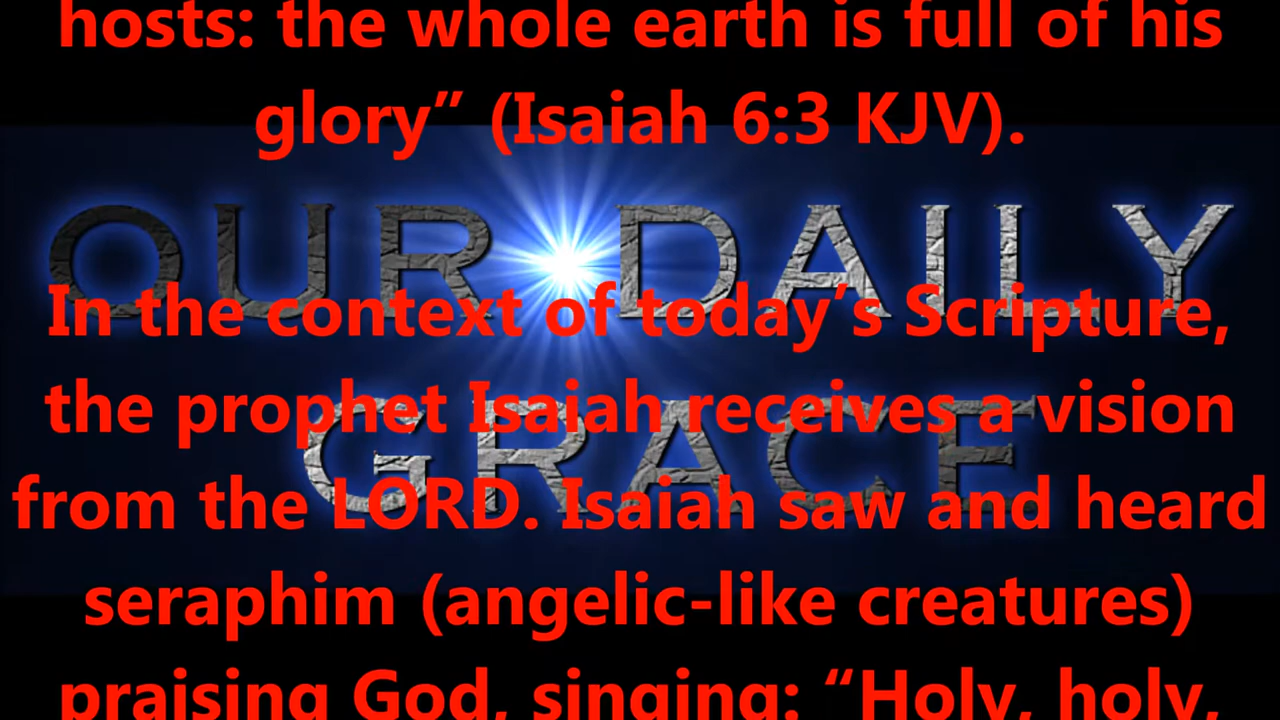 hosts: the whole earth is full of his
glory” (Isaiah 6:3 KJV).
OUR DAILY
In the context of today’s Scripture,
the prophet Isaiah receives a vision
GRACE
from the LORD. Isaiah saw and heard
seraphim (angelic-like creatures)
praising God, singing: “Holy, holy,